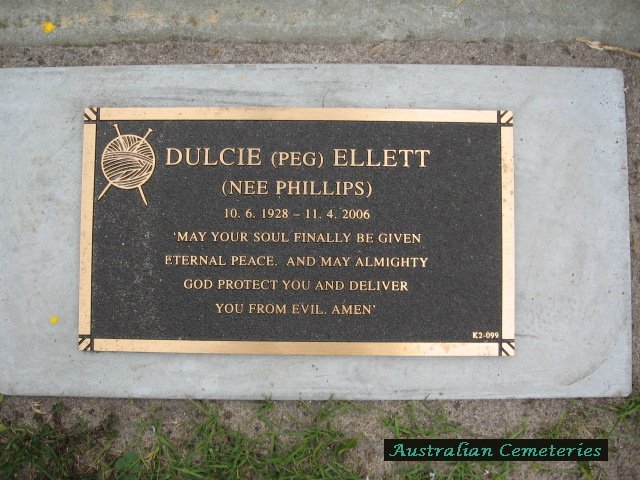 DULCIE (PEG) ELLETT
(NEE PHILLIPS)
10. 6. 1928 – 11. 4. 2006
'MAY YOUR SOUL FINALLY BE GIVEN
ETERNAL PEACE. AND MAY ALMIGHTY
GOD PROTECT YOU AND DELIVER
YOU FROM EVIL. AMEN'
K2-099
Australian Cemeteries